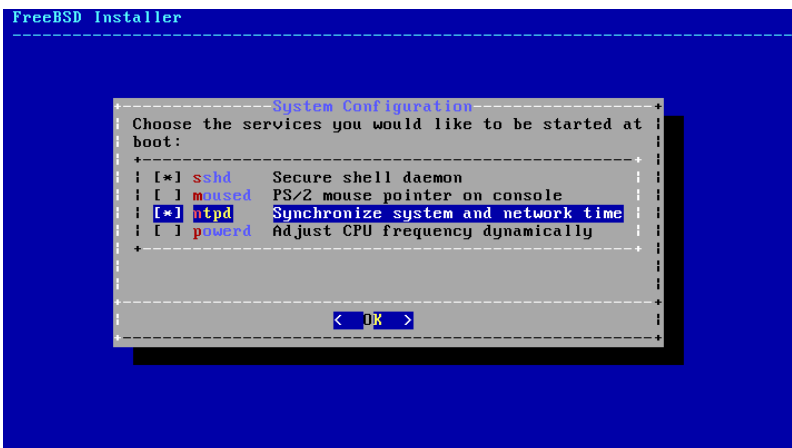 FreeBSD Installer
System Configuration
Choose the services you would like to be started at
boot:
[*] sshd Secure shell daemon
[ ] moused PS/2 mouse pointer on console
[*] ntpd Synchronize system and network time
[ ] powerd Adjust CPU frequency dynamically
< OK >